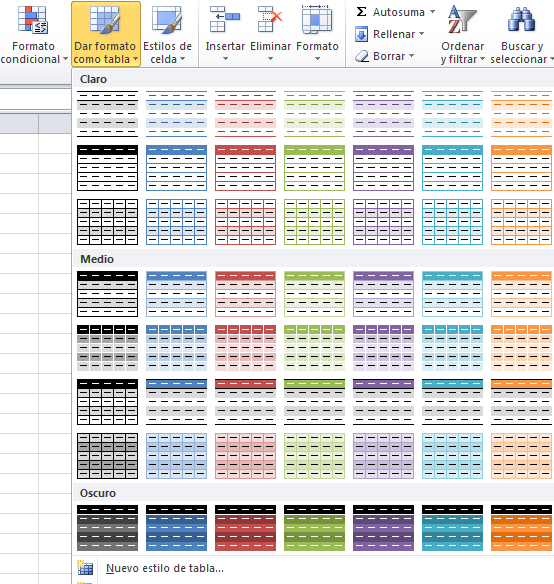 Formato
condicional
Dar formato
como tabla
Estilos de
celda
Insertar
Eliminar
Formato
Σ Autosuma
Rellenar
Borrar
Ordenar
y filtrar
Buscar y
seleccionar
Claro
Medio
Oscuro
Nuevo estilo de tabla...